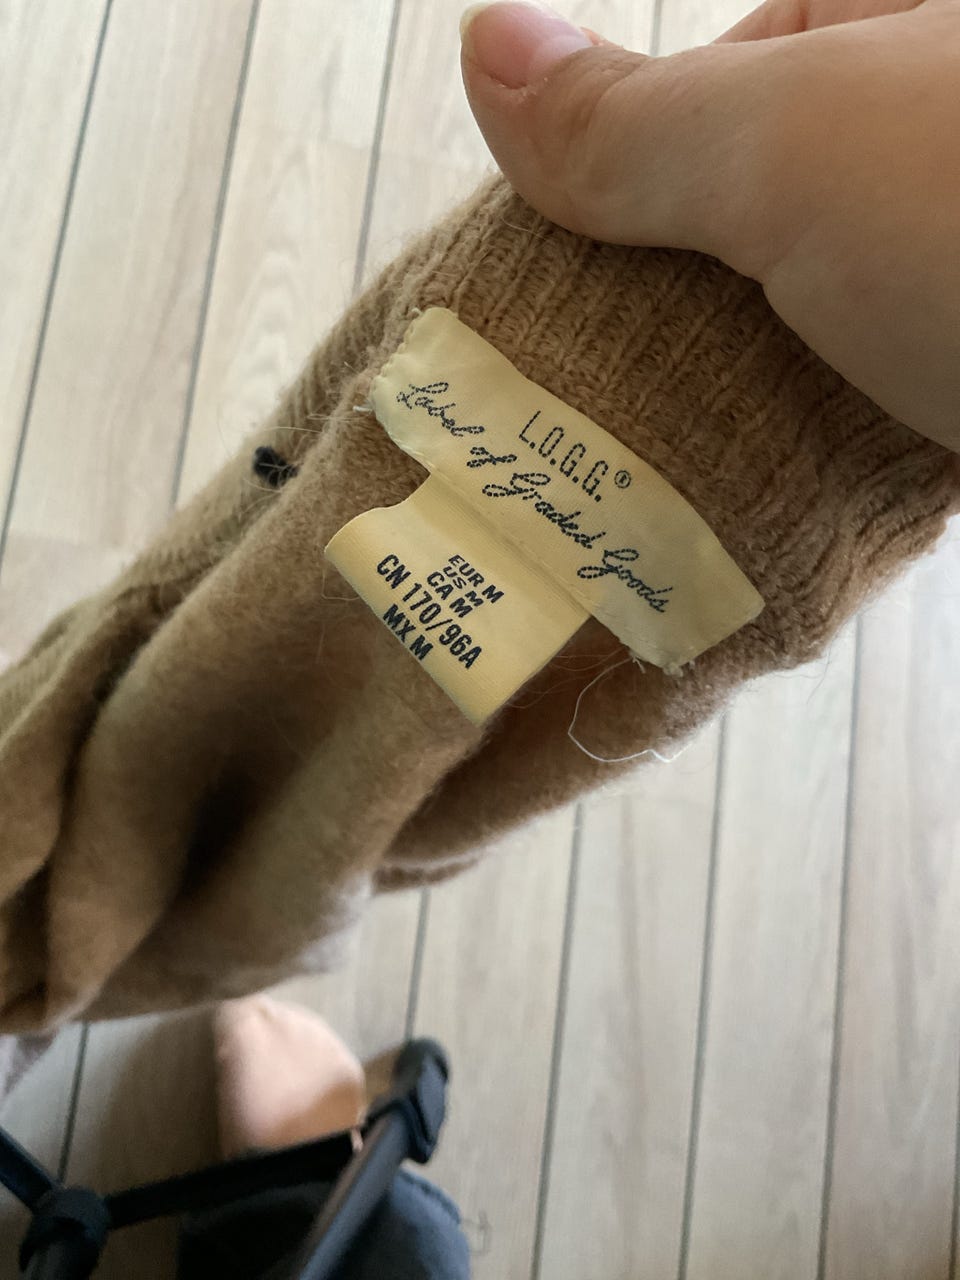 L.O.G.G.®
Label of Graded Goods
EUR M
US M
CA M
CN 170/96A
MX M